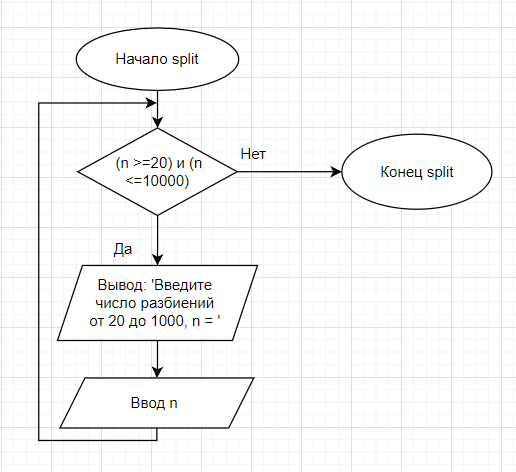 Начало split
(n >=20) и (n
<=10000)
Нет
Конец split
Да
Вывод: 'Введите
число разбиений
от 20 до 1000, n = '
Ввод n